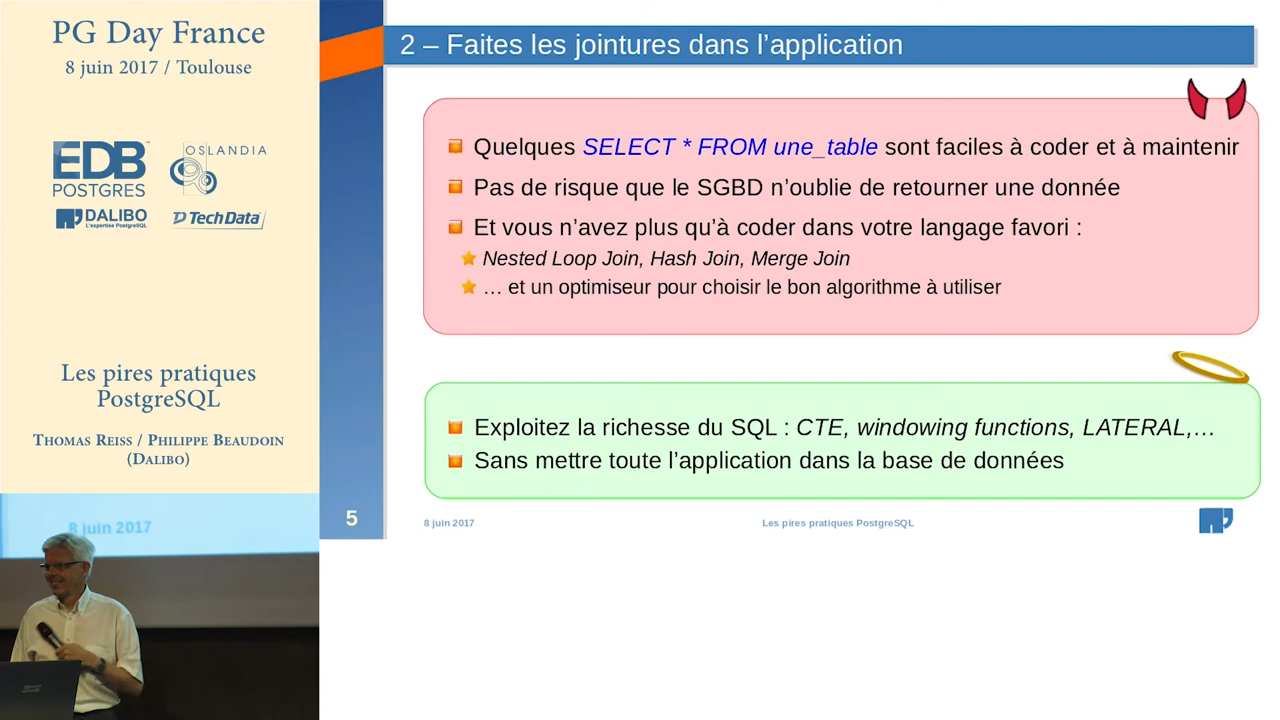 PG Day France
8 juin 2017 / Toulouse
EDB
POSTGRES
OSLANDIA
DALIBO
L'expertise PostgreSQL
TechData
Les pires pratiques
PostgreSQL
Thomas Reiss / Philippe Beaudoin
(Dalibo)
8 juin 2017
2 – Faites les jointures dans l’application
Quelques SELECT * FROM une_table sont faciles à coder et à maintenir
Pas de risque que le SGBD n’oublie de retourner une donnée
Et vous n’avez plus qu’à coder dans votre langage favori :
Nested Loop Join, Hash Join, Merge Join
… et un optimiseur pour choisir le bon algorithme à utiliser
Exploitez la richesse du SQL : CTE, windowing functions, LATERAL,…
Sans mettre toute l’application dans la base de données
5
8 juin 2017
Les pires pratiques PostgreSQL